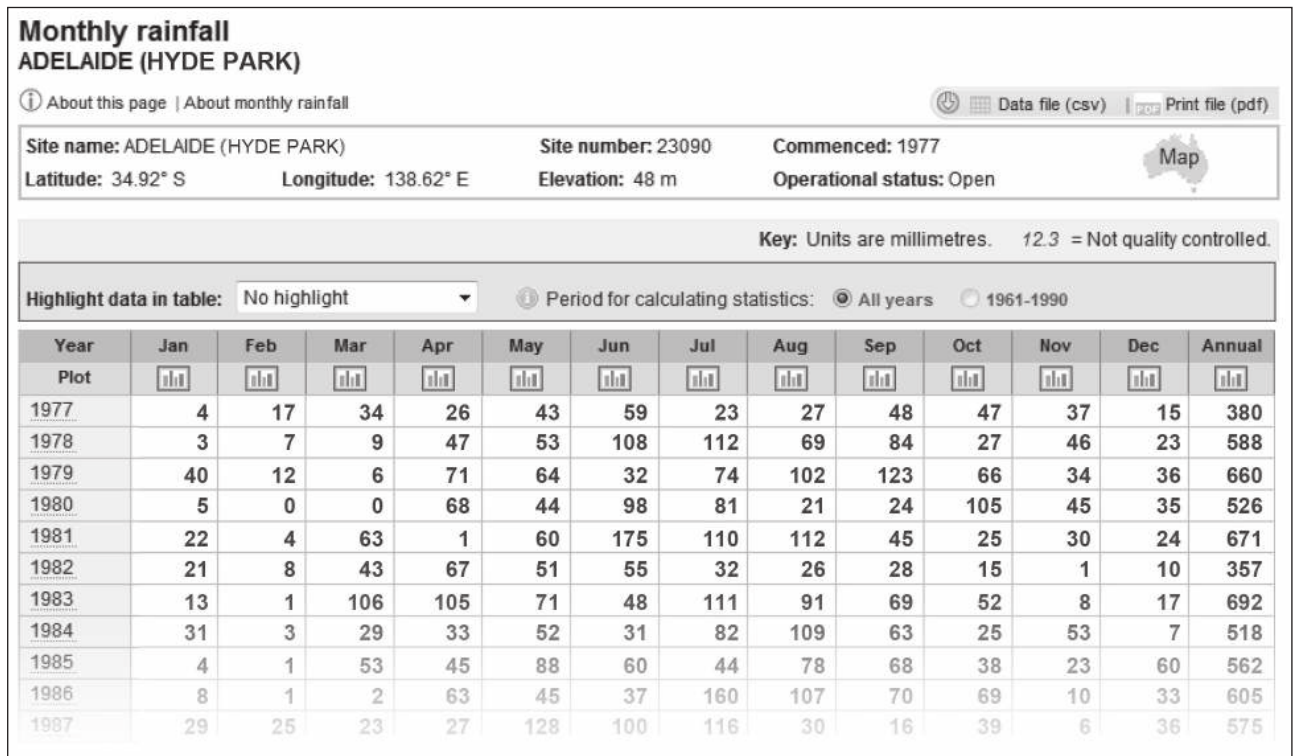 Monthly rainfall
ADELAIDE (HYDE PARK)
About this page | About monthly rainfall Data file (csv) | PDF Print file (pdf)
Site name: ADELAIDE (HYDE PARK) Site number: 23090 Commenced: 1977 Map
Latitude: 34.92° S Longitude: 138.62° E Elevation: 48 m Operational status: Open
Key: Units are millimetres. 12.3 = Not quality controlled.
Highlight data in table: No highlight Period for calculating statistics: All years 1961-1990
Year Jan Feb Mar Apr May Jun Jul Aug Sep Oct Nov Dec Annual
Plot
1977 4 17 34 26 43 59 23 27 48 47 37 15 380
1978 3 7 9 47 53 108 112 69 84 27 46 23 588
1979 40 12 6 71 64 32 74 102 123 66 34 36 660
1980 5 0 0 68 44 98 81 21 24 105 45 35 526
1981 22 4 63 1 60 175 110 112 45 25 30 24 671
1982 21 8 43 67 51 55 32 26 28 15 1 10 357
1983 13 1 106 105 71 48 111 91 69 52 8 17 692
1984 31 3 29 33 52 31 82 109 63 25 53 7 518
1985 4 1 53 45 88 60 44 78 68 38 23 60 562
1986 8 1 2 63 45 37 160 107 70 69 10 33 605
1987 29 25 23 27 128 100 116 30 16 39 6 36 575